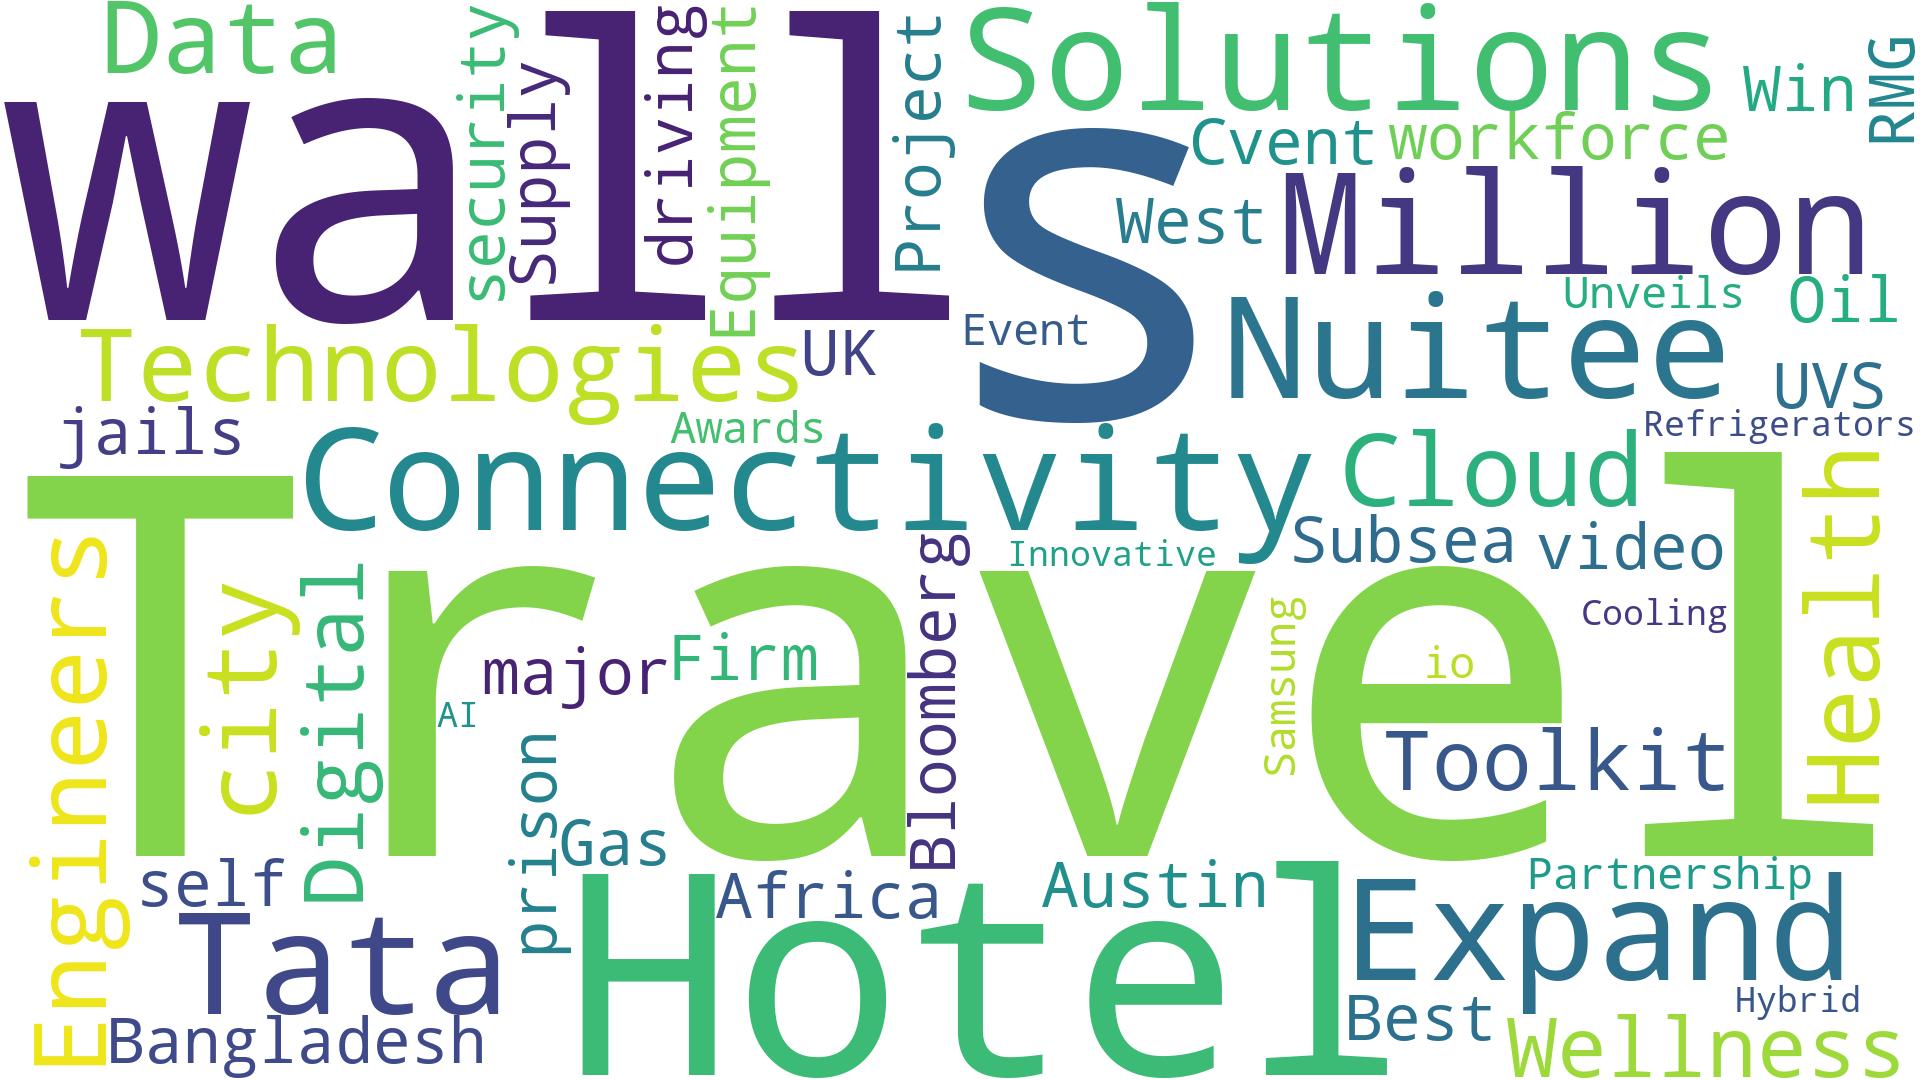 Data
wall
security
Supply
driving
Equipment
Project
Solutions
Win
RMG
s
Cvent
workforce
West
Million
Unveils
Oil
Technologies
UK
Event
Nuitee
UVS
jails
Awards
Connectivity
Cloud
Refrigerators
Travel
Engineers
city
Digital
Bloomberg
Innovative
Subsea
video
Health
major
Firm
AI
Samsung
io
Cooling
Toolkit
prison
Gas
self
Africa
Austin
Partnership
Tata
Hotel
Expand
Bangladesh
Best
Hybrid
Wellness